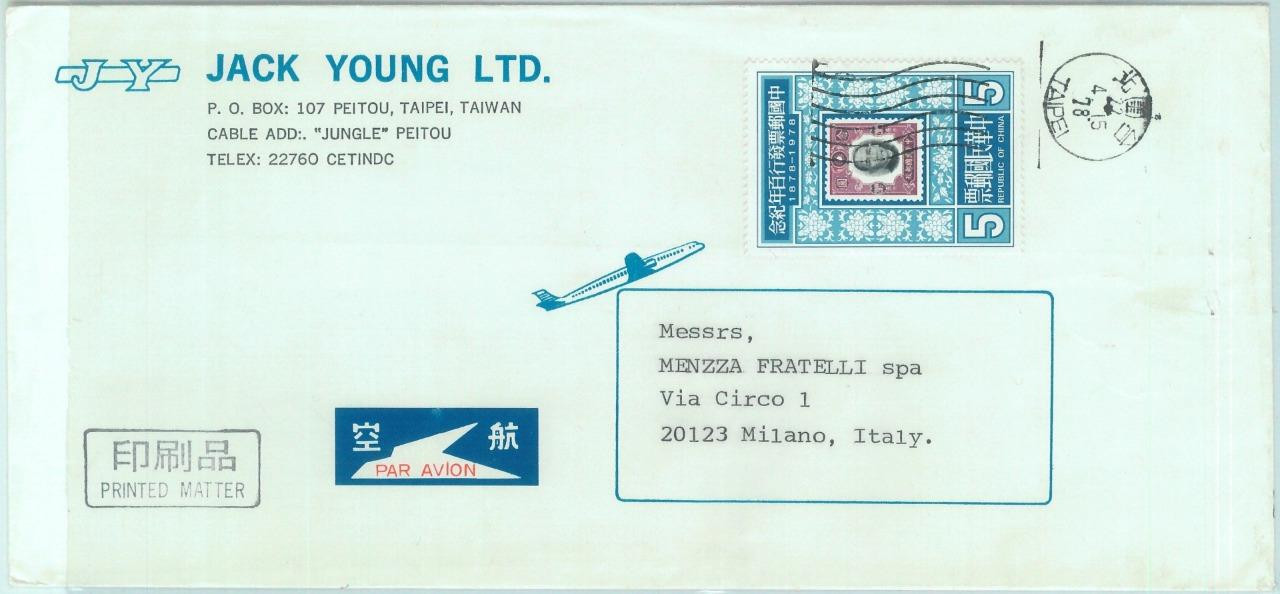 JY
JACK YOUNG LTD.
P. O. BOX: 107 PEITOU, TAIPEI, TAIWAN
CABLE ADD:. "JUNGLE" PEITOU
TELEX: 22760 CETINDC
中國郵票發行百年紀念
1878–1978
5
中華民國郵票
REPUBLIC OF CHINA
5
TAIPEI
Messrs,
MENZZA FRATELLI spa
Via Circo 1
20123 Milano, Italy.
空 航
PAR AVION
印刷品
PRINTED MATTER